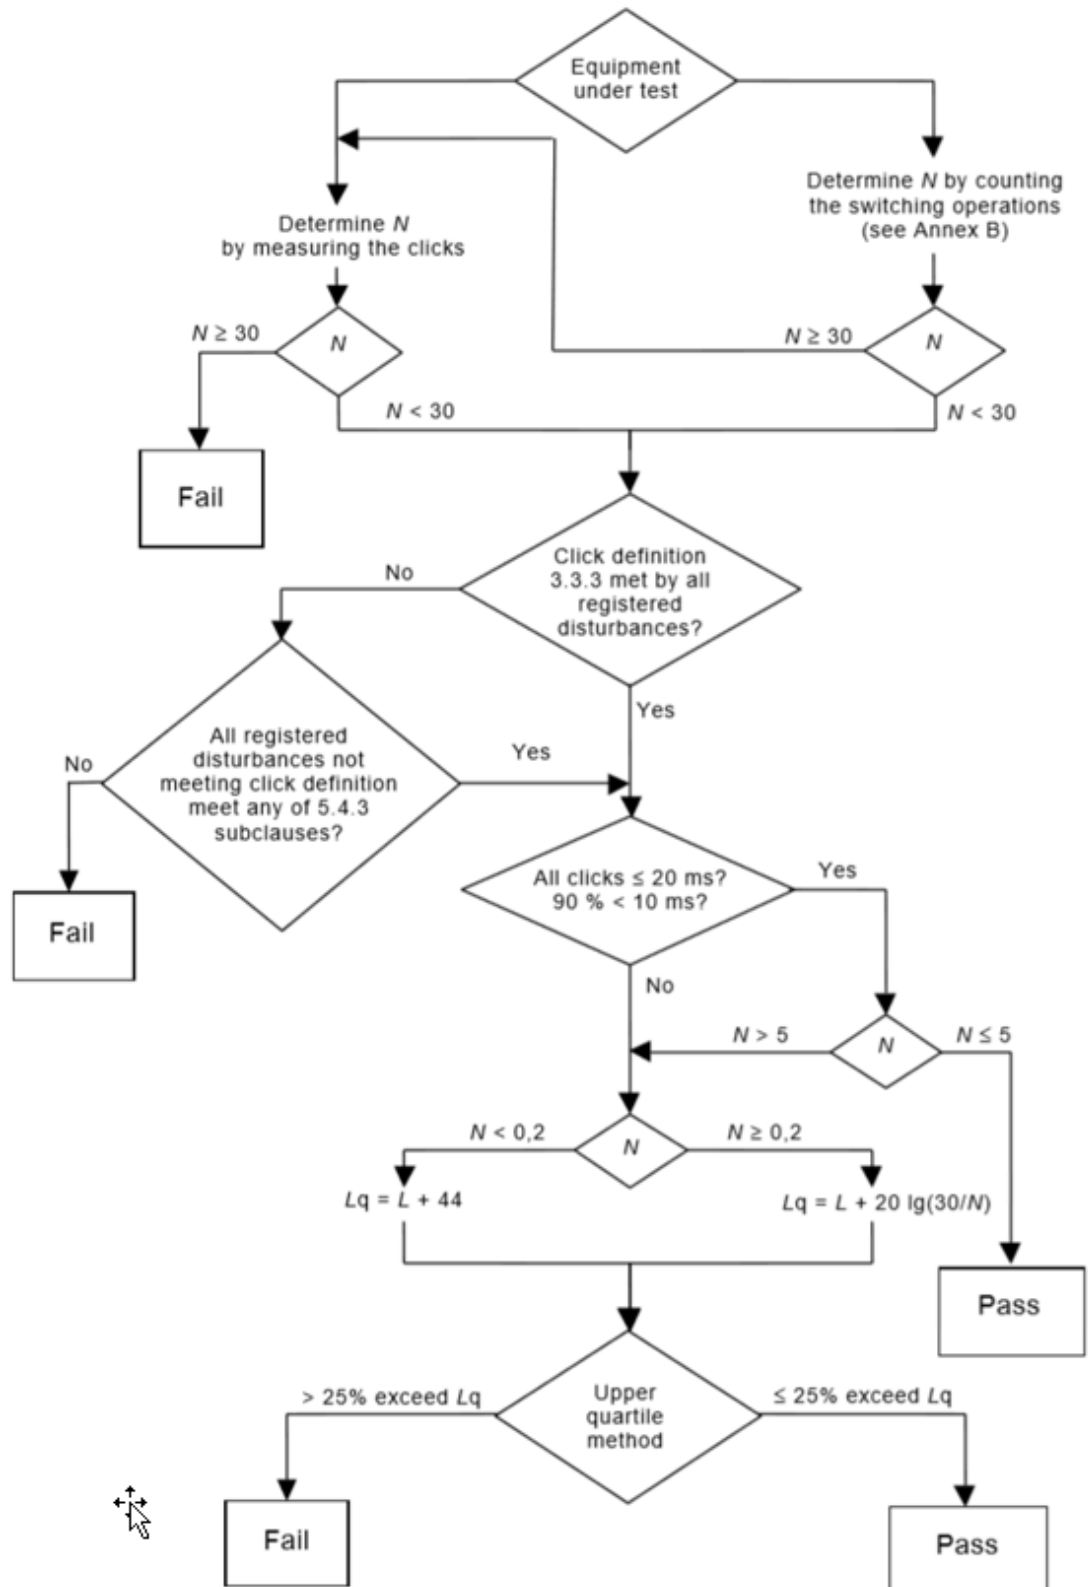 Equipment
under test
Determine N by counting
the switching operations
(see Annex B)
Determine N
by measuring the clicks
N ≥ 30
N
N ≥ 30
N
N < 30
N < 30
Fail
Click definition
3.3.3 met by all
registered
disturbances?
No
Yes
All registered
disturbances not
meeting click definition
meet any of 5.4.3
subclauses?
No
Yes
Fail
All clicks ≤ 20 ms?
90 % < 10 ms?
Yes
No
N > 5
N
N ≤ 5
N < 0,2
N
N ≥ 0,2
Lq = L + 44
Lq = L + 20 lg(30/N)
Pass
Upper
quartile
method
> 25% exceed Lq
≤ 25% exceed Lq
Fail
Pass